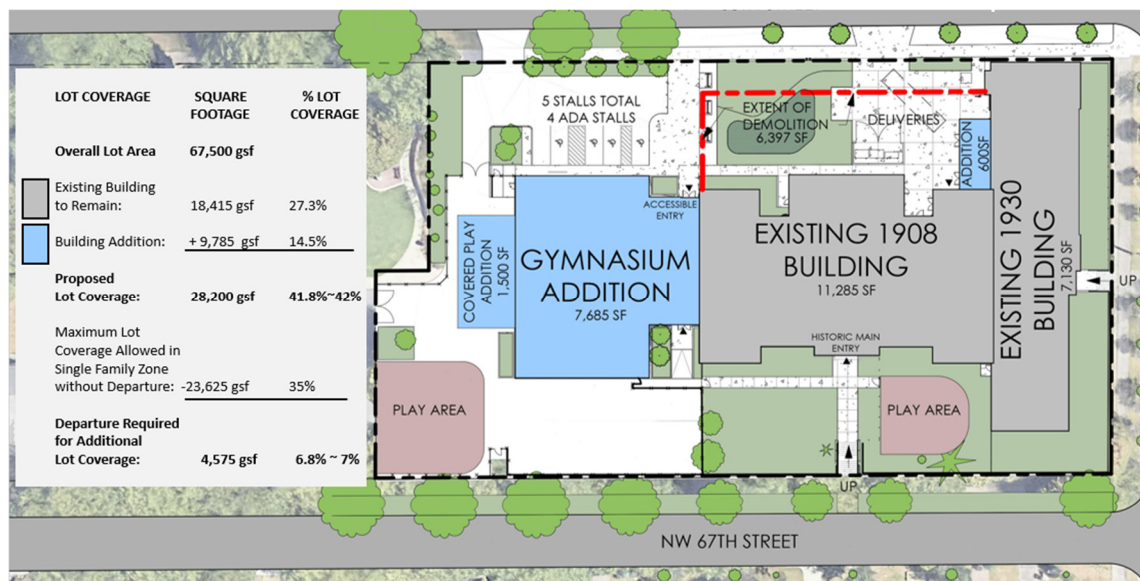 LOT COVERAGE SQUARE FOOTAGE % LOT COVERAGE
Overall Lot Area 67,500 gsf
Existing Building
to Remain: 18,415 gsf 27.3%
Building Addition: + 9,785 gsf 14.5%
Proposed
Lot Coverage: 28,200 gsf 41.8%~42%
Maximum Lot
Coverage Allowed in
Single Family Zone
without Departure: -23,625 gsf 35%
Departure Required
for Additional
Lot Coverage: 4,575 gsf 6.8% ~ 7%
5 STALLS TOTAL
4 ADA STALLS
EXTENT OF
DEMOLITION
6,397 SF
DELIVERIES
ADDITION
600SF
ACCESSIBLE
ENTRY
COVERED PLAY
ADDITION
1,500 SF
GYMNASIUM
ADDITION
7,685 SF
EXISTING 1908
BUILDING
11,285 SF
EXISTING 1930
BUILDING
7,130 SF
UP
HISTORIC MAIN
ENTRY
PLAY AREA
PLAY AREA
UP
NW 67TH STREET